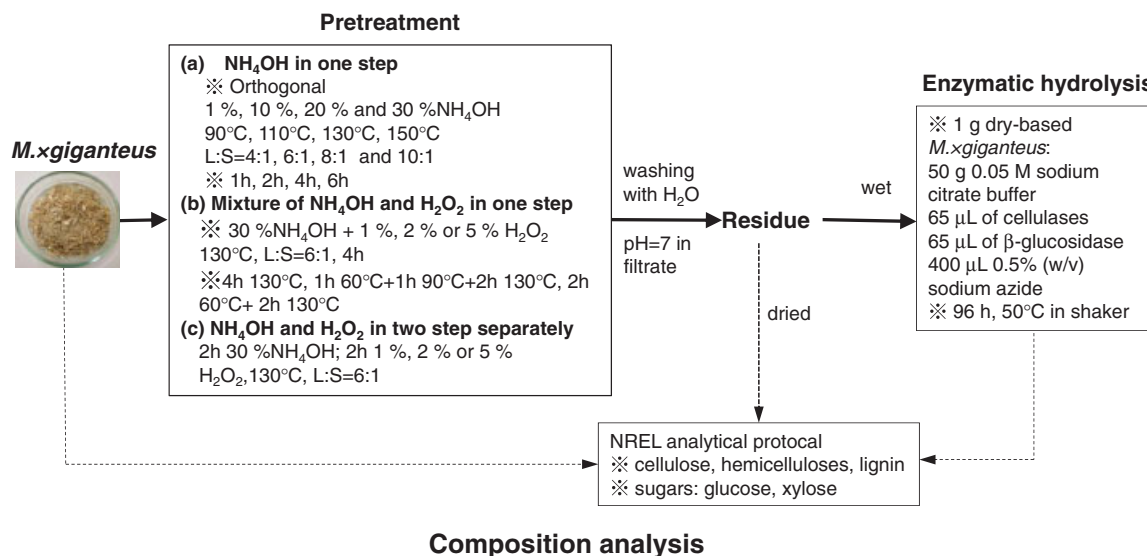 Pretreatment
(a) NH₄OH in one step
※ Orthogonal
1 %, 10 %, 20 % and 30 %NH₄OH
90°C, 110°C, 130°C, 150°C
L:S=4:1, 6:1, 8:1 and 10:1
※ 1h, 2h, 4h, 6h
(b) Mixture of NH₄OH and H₂O₂ in one step
※ 30 %NH₄OH + 1 %, 2 % or 5 % H₂O₂
130°C, L:S=6:1, 4h
※4h 130°C, 1h 60°C+1h 90°C+2h 130°C, 2h
60°C+ 2h 130°C
(c) NH₄OH and H₂O₂ in two step separately
2h 30 %NH₄OH; 2h 1 %, 2 % or 5 %
H₂O₂,130°C, L:S=6:1
M.×giganteus
washing
with H₂O
pH=7 in
filtrate
Residue
wet
dried
Enzymatic hydrolysis
※ 1 g dry-based
M.×giganteus:
50 g 0.05 M sodium
citrate buffer
65 μL of cellulases
65 μL of β-glucosidase
400 μL 0.5% (w/v)
sodium azide
※ 96 h, 50°C in shaker
NREL analytical protocal
※ cellulose, hemicelluloses, lignin
※ sugars: glucose, xylose
Composition analysis